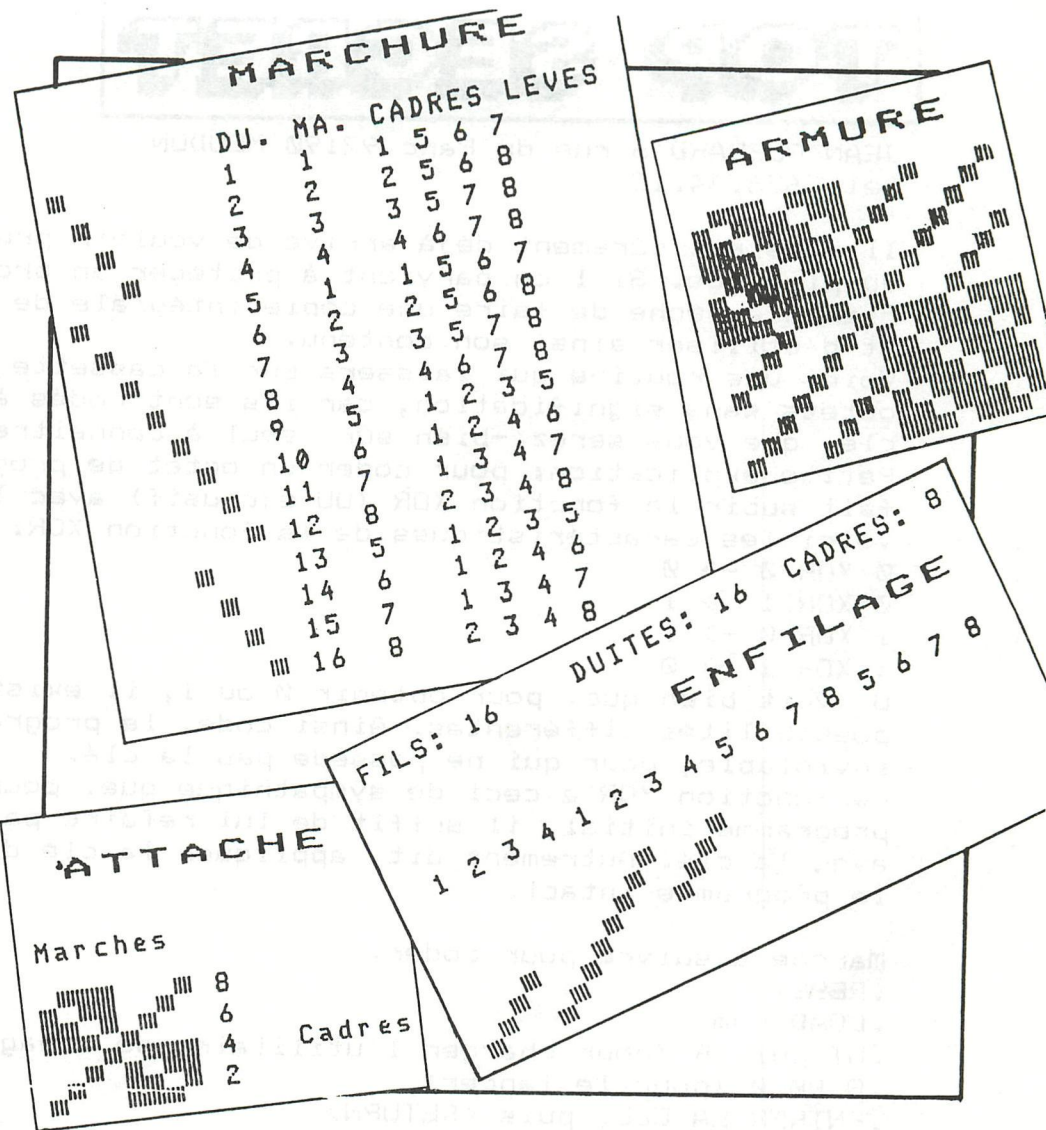 MARCHURE
DU. MA. CADRES LEVES
1 1 1 5 6 7
2 2 2 5 6 8
3 3 3 5 7 8
4 4 4 6 7 8
5 1 1 5 6 7
6 2 2 5 6 8
7 3 3 5 7 8
8 4 4 6 7 8
9 5 1 2 3 5
10 6 1 2 4 6
11 7 1 3 4 7
12 8 2 3 4 8
13 5 1 2 3 5
14 6 1 2 4 6
15 7 1 3 4 7
16 8 2 3 4 8
ARMURE
FILS: 16 DUITES: 16 CADRES: 8
ENFILAGE
1 2 3 4 1 2 3 4 5 6 7 8 5 6 7 8
ATTACHE
Marches
8
6
4
2
Cadres